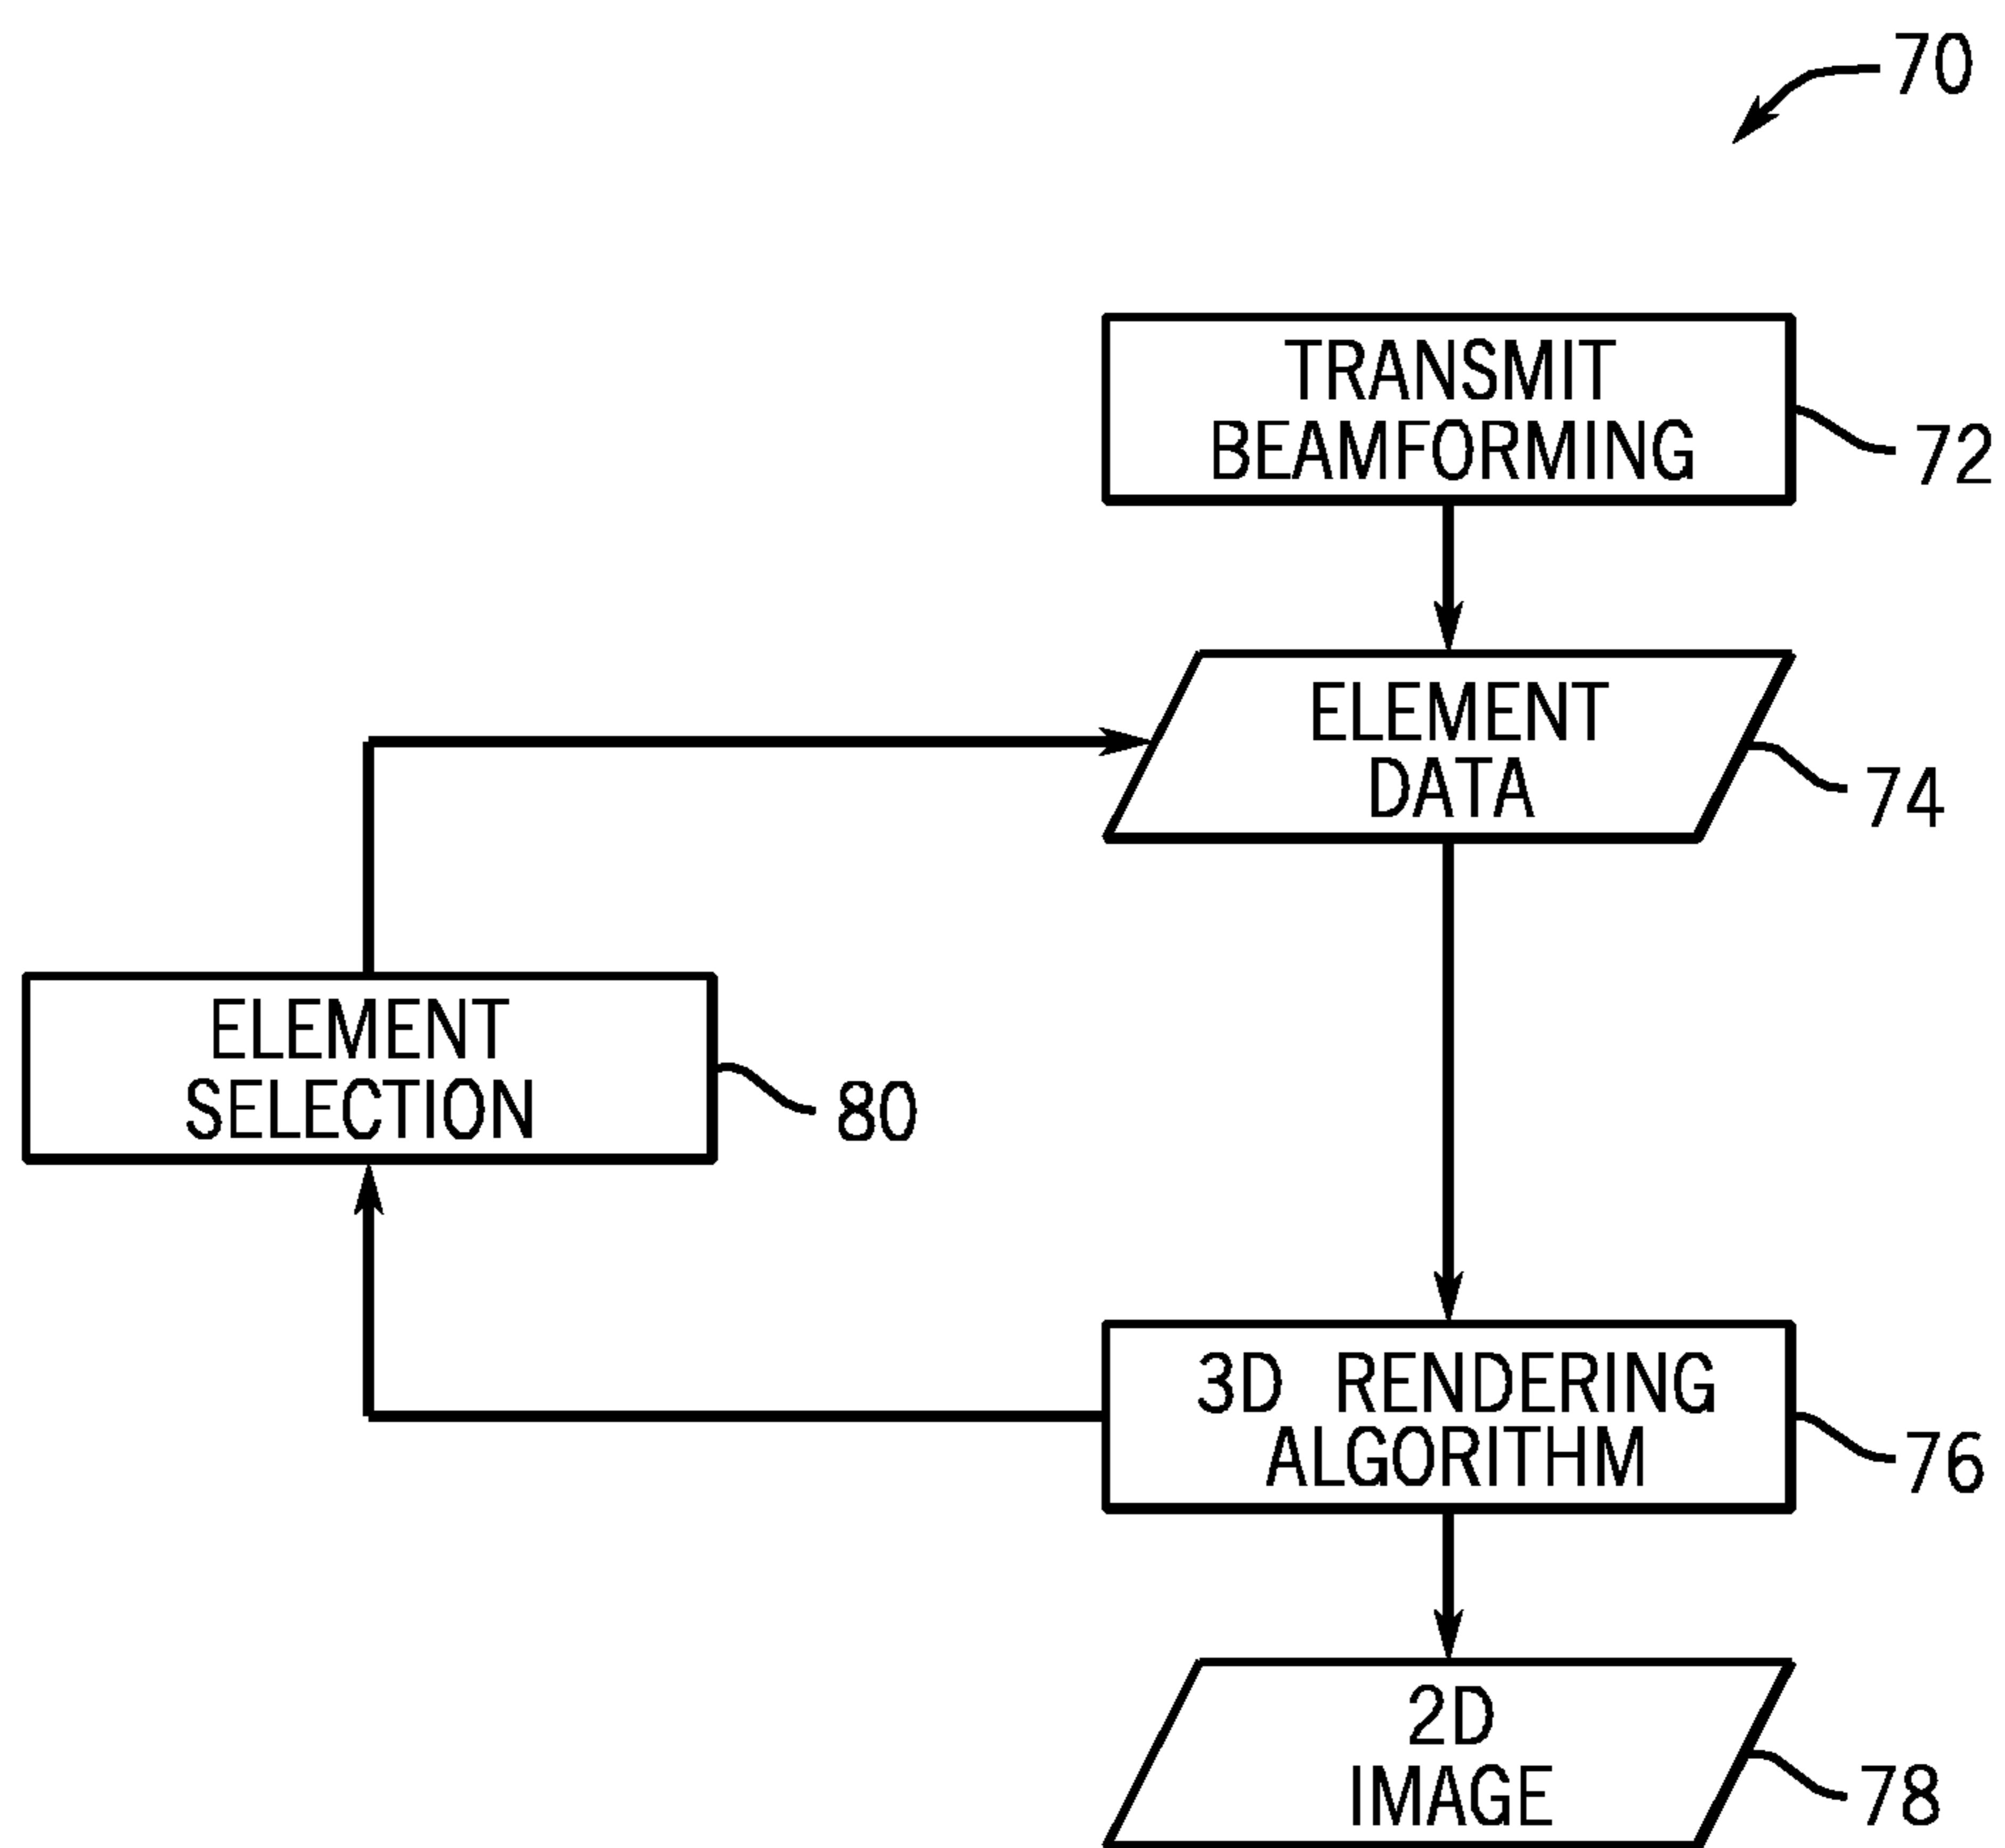 70
TRANSMIT
BEAMFORMING
72
ELEMENT
DATA
74
ELEMENT
SELECTION
80
3D RENDERING
ALGORITHM
76
2D
IMAGE
78